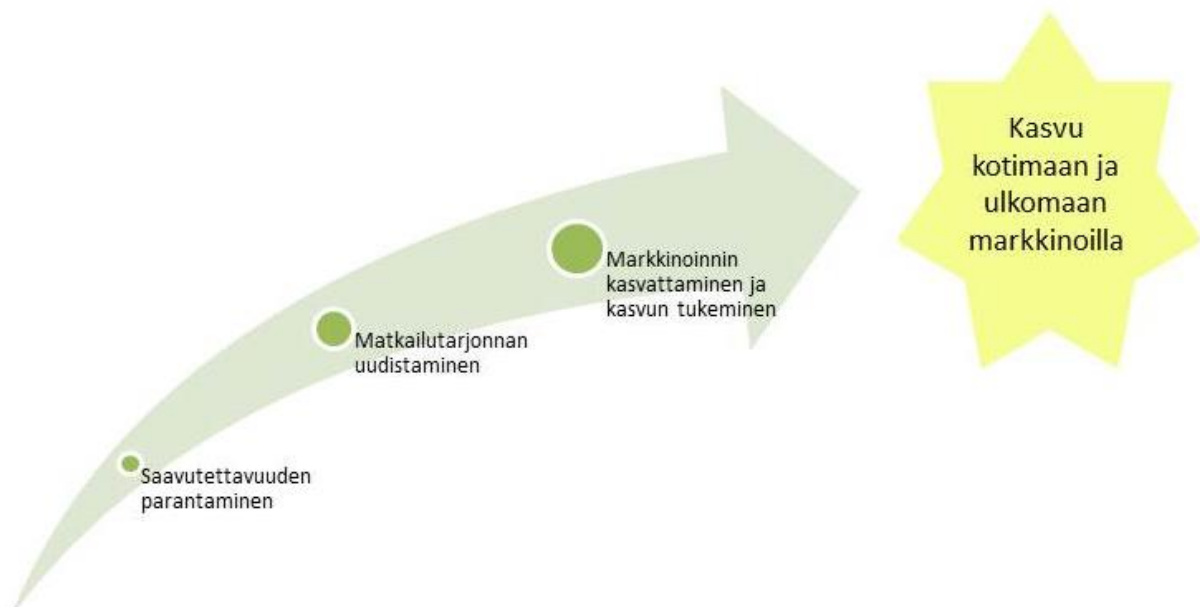 Kasvu
kotimaan ja
ulkomaan
markkinoilla
Markkinoinnin
kasvattaminen ja
kasvun tukeminen
Matkailutarjonnan
uudistaminen
Saavutettavuuden
parantaminen